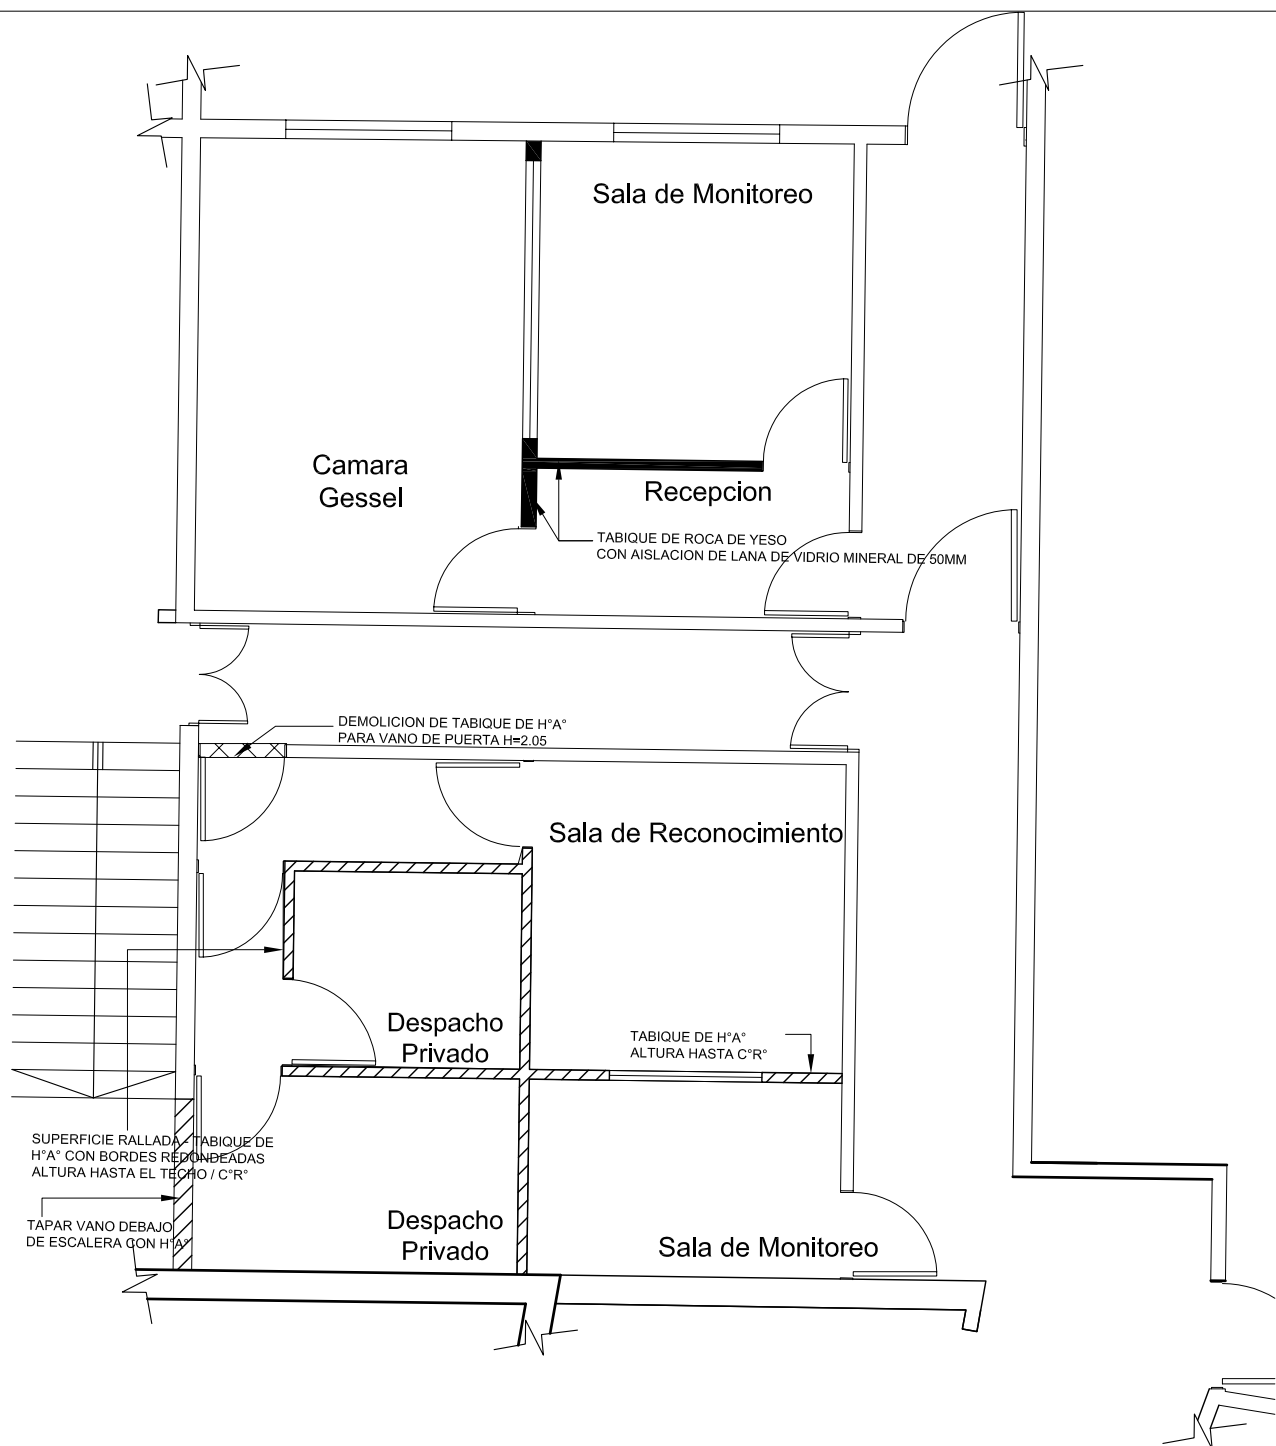 Sala de Monitoreo
Camara
Gessel
Recepcion
TABIQUE DE ROCA DE YESO
CON AISLACION DE LANA DE VIDRIO MINERAL DE 50MM
DEMOLICION DE TABIQUE DE H°A°
PARA VANO DE PUERTA H=2.05
Sala de Reconocimiento
Despacho
Privado
TABIQUE DE H°A°
ALTURA HASTA C°R°
SUPERFICIE RALLADA - TABIQUE DE
H°A° CON BORDES REDONDEADAS
ALTURA HASTA EL TECHO / C°R°
TAPAR VANO DEBAJO
DE ESCALERA CON H°A°
Despacho
Privado
Sala de Monitoreo